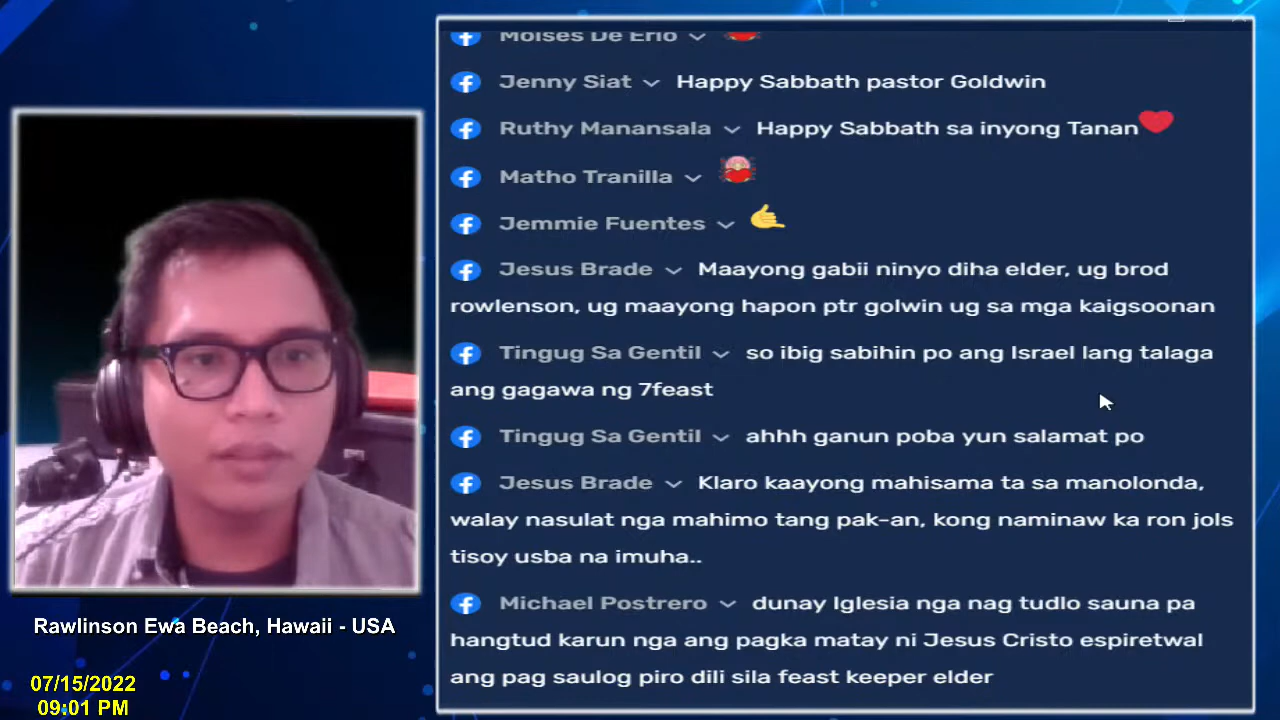 Moises De Erio
Jenny Siat Happy Sabbath pastor Goldwin
Ruthy Manansala Happy Sabbath sa inyong Tanan
Matho Tranilla
Jemmie Fuentes
Jesus Brade Maayong gabii ninyo diha elder, ug brod
rowlenson, ug maayong hapon ptr golwin ug sa mga kaigsoonan
Tingug Sa Gentil so ibig sabihin po ang Israel lang talaga
ang gagawa ng 7feast
Tingug Sa Gentil ahhh ganun poba yun salamat po
Jesus Brade Klaro kaayong mahisama ta sa manolonda,
walay nasulat nga mahimo tang pak-an, kong naminaw ka ron jols
tisoy usba na imuha..
Michael Postrero dunay Iglesia nga nag tudlo sauna pa
hangtud karun nga ang pagka matay ni Jesus Cristo espiretwal
ang pag saulog piro dili sila feast keeper elder
Rawlinson Ewa Beach, Hawaii - USA
07/15/2022
09:01 PM